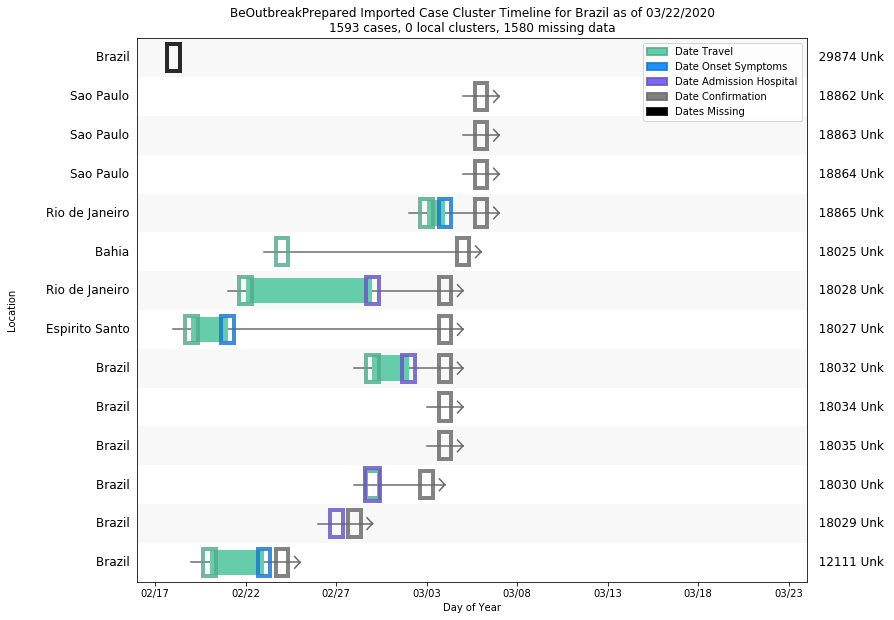 BeOutbreakPrepared Imported Case Cluster Timeline for Brazil as of 03/22/2020
1593 cases, 0 local clusters, 1580 missing data
Date Travel
Date Onset Symptoms
Date Admission Hospital
Date Confirmation
Dates Missing
Brazil 29874 Unk
Sao Paulo 18862 Unk
Sao Paulo 18863 Unk
Sao Paulo 18864 Unk
Rio de Janeiro 18865 Unk
Bahia 18025 Unk
Rio de Janeiro 18028 Unk
Espirito Santo 18027 Unk
Brazil 18032 Unk
Brazil 18034 Unk
Brazil 18035 Unk
Brazil 18030 Unk
Brazil 18029 Unk
Brazil 12111 Unk
Location
02/17 02/22 02/27 03/03 03/08 03/13 03/18 03/23
Day of Year